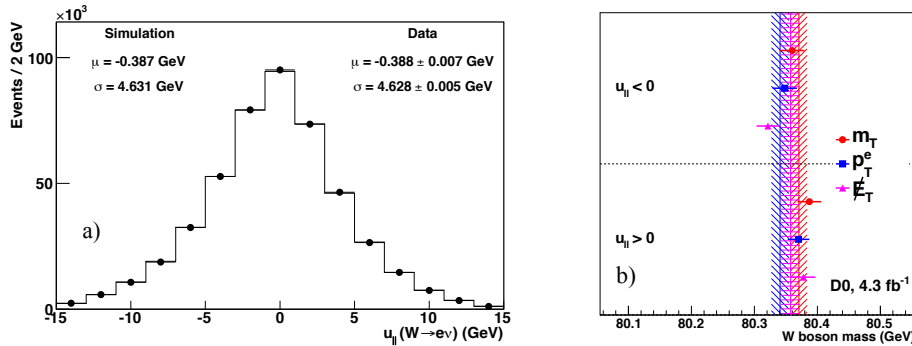 ×10³
Events / 2 GeV
Simulation
μ = -0.387 GeV
σ = 4.631 GeV
Data
μ = -0.388 ± 0.007 GeV
σ = 4.628 ± 0.005 GeV
100
50
0
a)
-15 -10 -5 0 5 10 15
u_|| (W→eν) (GeV)
u_|| < 0
m_T
p_T^e
E̸_T
u_|| > 0
b)
D0, 4.3 fb⁻¹
80.1 80.2 80.3 80.4 80.5
W boson mass (GeV)